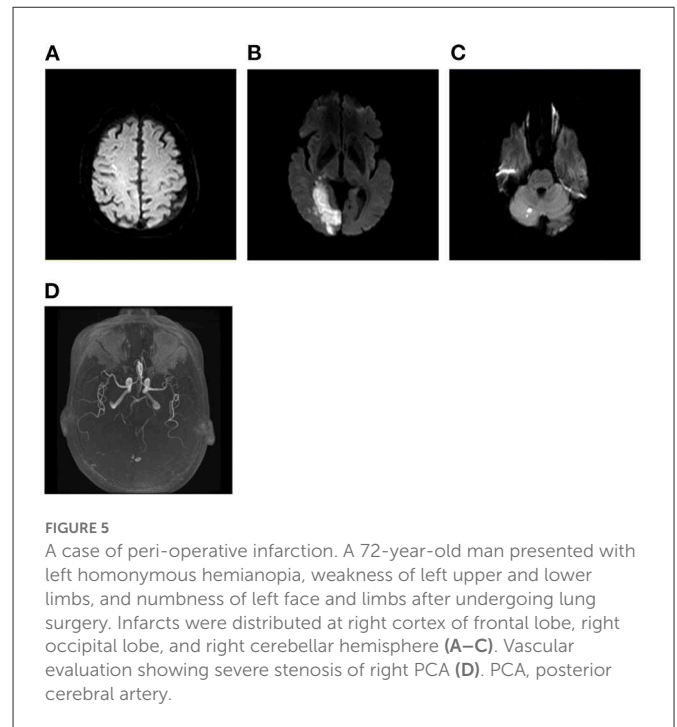 A
B
C
D
FIGURE 5
A case of peri-operative infarction. A 72-year-old man presented with
left homonymous hemianopia, weakness of left upper and lower
limbs, and numbness of left face and limbs after undergoing lung
surgery. Infarcts were distributed at right cortex of frontal lobe, right
occipital lobe, and right cerebellar hemisphere (A–C). Vascular
evaluation showing severe stenosis of right PCA (D). PCA, posterior
cerebral artery.